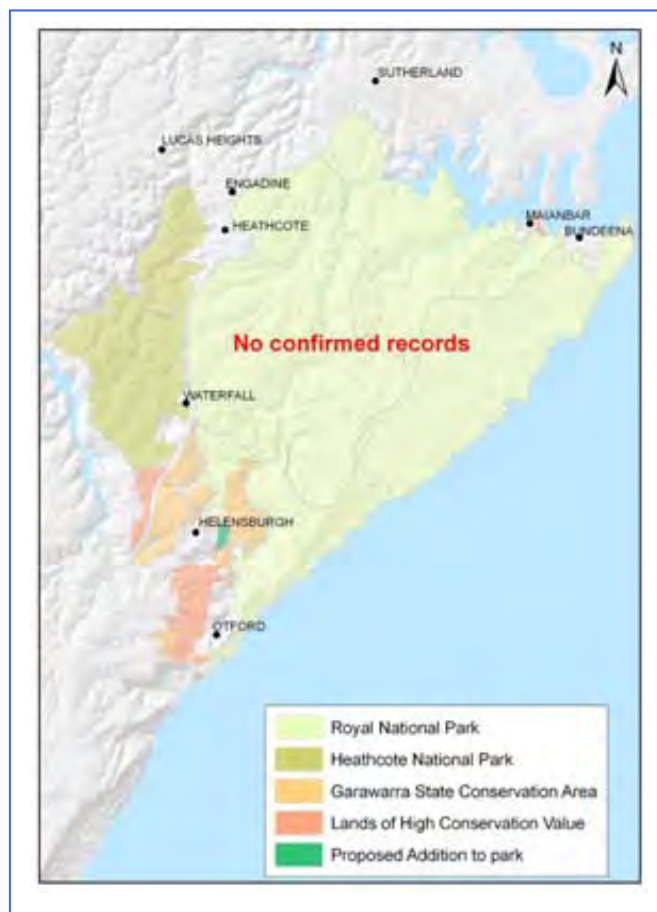 N
SUTHERLAND
LUCAS HEIGHTS
ENGADINE
HEATHCOTE
MAIANBAR
BUNDEENA
No confirmed records
WATERFALL
HELENSBURGH
OTFORD
Royal National Park
Heathcote National Park
Garawarra State Conservation Area
Lands of High Conservation Value
Proposed Addition to park